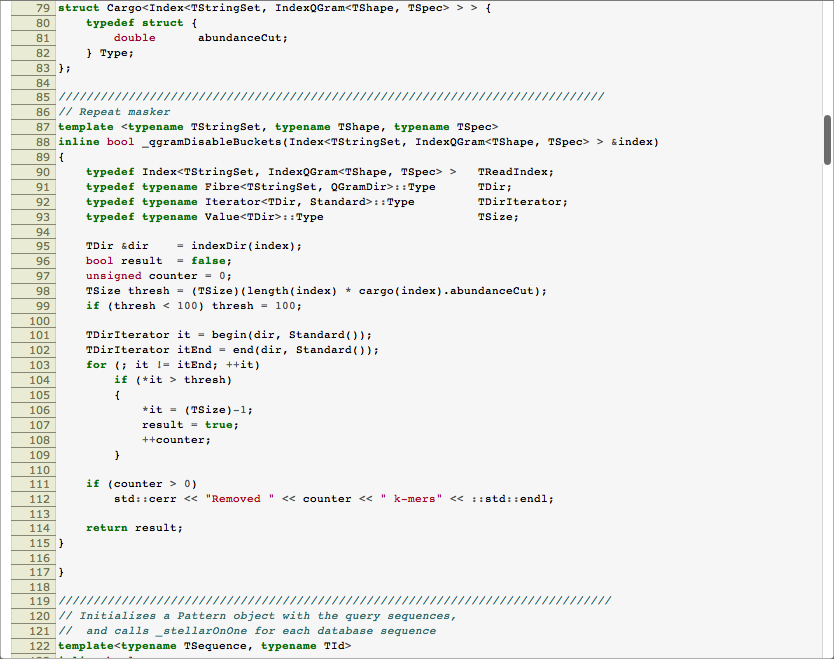 79 struct Cargo<Index<TStringSet, IndexQGram<TShape, TSpec> > > {
80     typedef struct {
81         double      abundanceCut;
82     } Type;
83 };
84
85 //////////////////////////////////////////////////////////////////////////////
86 // Repeat masker
87 template <typename TStringSet, typename TShape, typename TSpec>
88 inline bool _qgramDisableBuckets(Index<TStringSet, IndexQGram<TShape, TSpec> > &index)
89 {
90     typedef Index<TStringSet, IndexQGram<TShape, TSpec> >   TReadIndex;
91     typedef typename Fibre<TStringSet, QGramDir>::Type      TDir;
92     typedef typename Iterator<TDir, Standard>::Type         TDirIterator;
93     typedef typename Value<TDir>::Type                      TSize;
94
95     TDir &dir    = indexDir(index);
96     bool result  = false;
97     unsigned counter = 0;
98     TSize thresh = (TSize)(length(index) * cargo(index).abundanceCut);
99     if (thresh < 100) thresh = 100;
100
101     TDirIterator it = begin(dir, Standard());
102     TDirIterator itEnd = end(dir, Standard());
103     for (; it != itEnd; ++it)
104         if (*it > thresh)
105         {
106             *it = (TSize)-1;
107             result = true;
108             ++counter;
109         }
110
111     if (counter > 0)
112         std::cerr << "Removed " << counter << " k-mers" << ::std::endl;
113
114     return result;
115 }
116
117 }
118
119 ///////////////////////////////////////////////////////////////////////////////
120 // Initializes a Pattern object with the query sequences,
121 //  and calls _stellarOnOne for each database sequence
122 template<typename TSequence, typename TId>